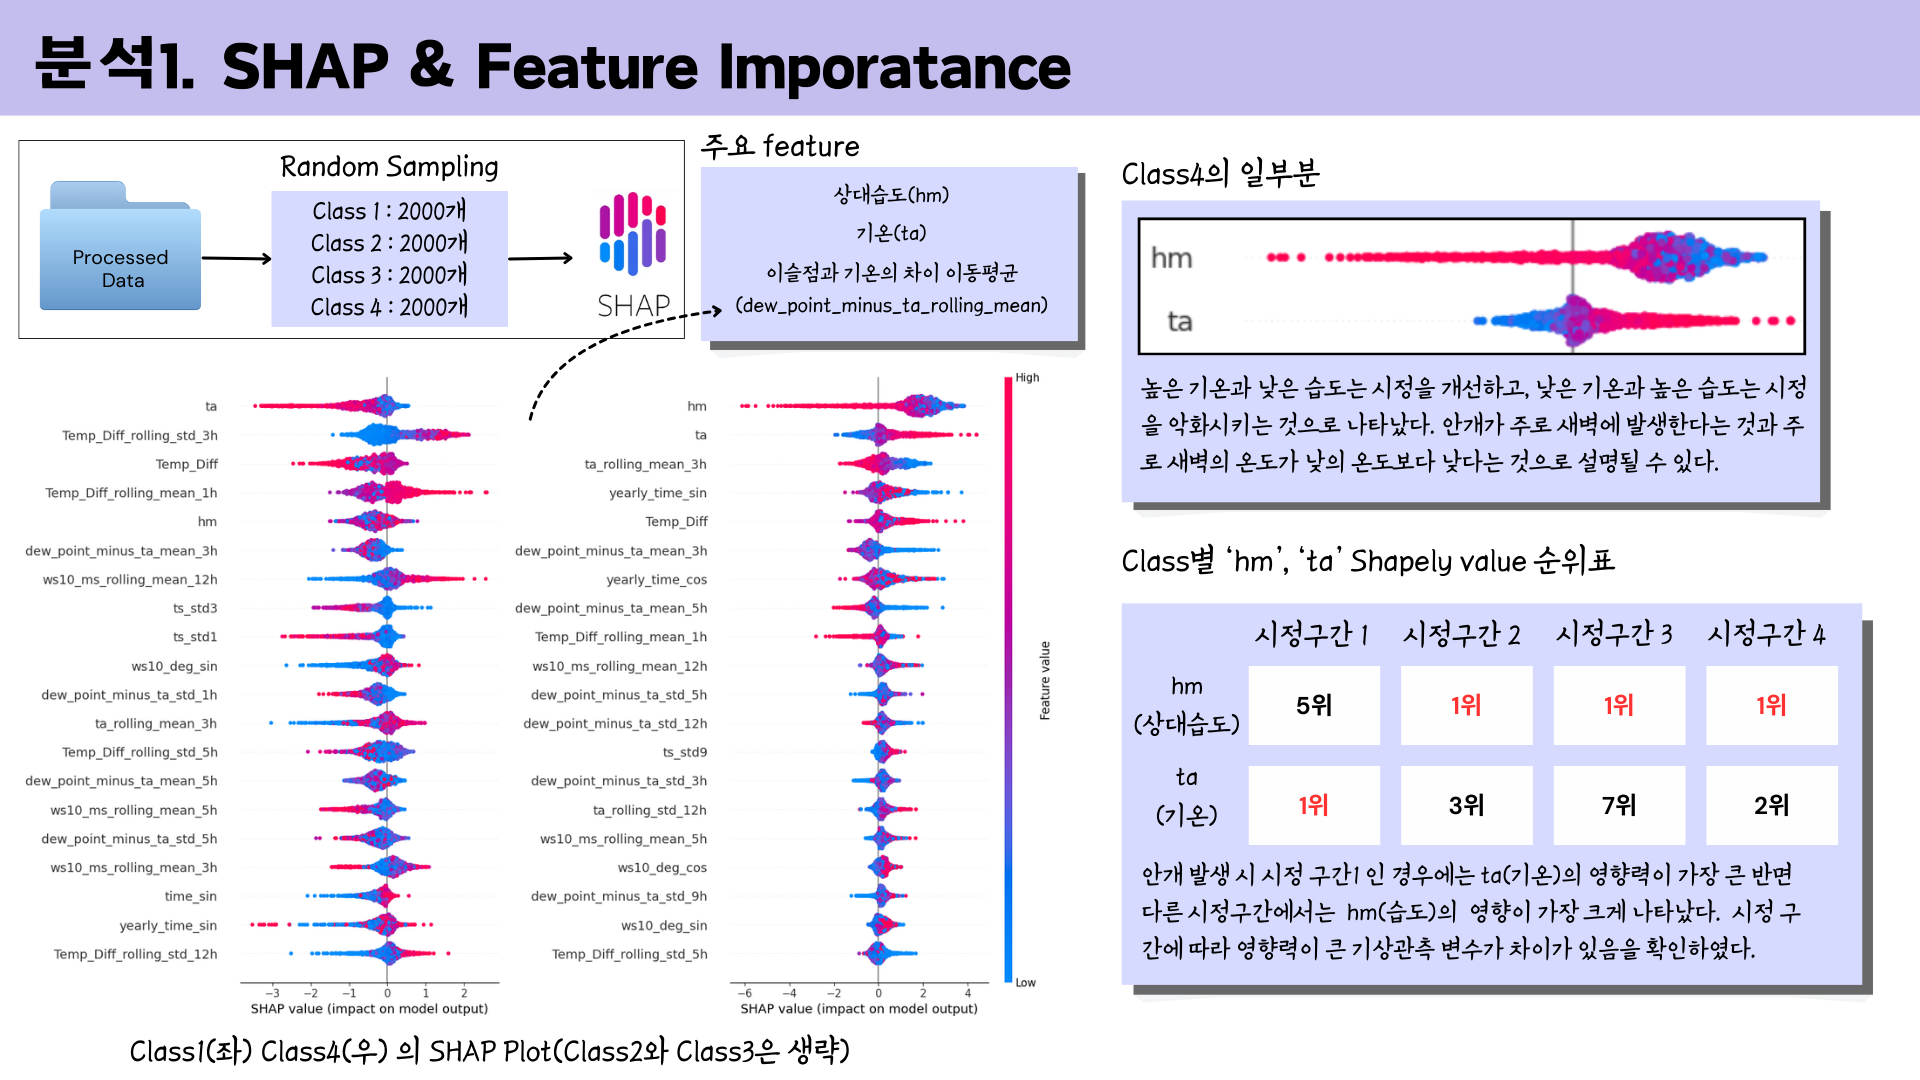 분석1. SHAP & Feature Imporatance
Random Sampling
Processed
Data
Class 1 : 2000개
Class 2 : 2000개
Class 3 : 2000개
Class 4 : 2000개
SHAP
주요 feature
상대습도(hm)
기온(ta)
이슬점과 기온의 차이 이동평균
(dew_point_minus_ta_rolling_mean)
ta
Temp_Diff_rolling_std_3h
Temp_Diff
Temp_Diff_rolling_mean_1h
hm
dew_point_minus_ta_mean_3h
ws10_ms_rolling_mean_12h
ts_std3
ts_std1
ws10_deg_sin
dew_point_minus_ta_std_1h
ta_rolling_mean_3h
Temp_Diff_rolling_std_5h
dew_point_minus_ta_mean_5h
ws10_ms_rolling_mean_5h
dew_point_minus_ta_std_5h
ws10_ms_rolling_mean_3h
time_sin
yearly_time_sin
Temp_Diff_rolling_std_12h
−3 −2 −1 0 1 2
SHAP value (impact on model output)
hm
ta
ta_rolling_mean_3h
yearly_time_sin
Temp_Diff
dew_point_minus_ta_mean_3h
yearly_time_cos
dew_point_minus_ta_mean_5h
Temp_Diff_rolling_mean_1h
ws10_ms_rolling_mean_12h
dew_point_minus_ta_std_5h
dew_point_minus_ta_std_12h
ts_std9
dew_point_minus_ta_std_3h
ta_rolling_std_12h
ws10_ms_rolling_mean_5h
ws10_deg_cos
dew_point_minus_ta_std_9h
ws10_deg_sin
Temp_Diff_rolling_std_5h
−6 −4 −2 0 2 4
SHAP value (impact on model output)
High
Feature value
Low
Class1(좌) Class4(우) 의 SHAP Plot(Class2와 Class3은 생략)
Class4의 일부분
hm
ta
높은 기온과 낮은 습도는 시정을 개선하고, 낮은 기온과 높은 습도는 시정
을 악화시키는 것으로 나타났다. 안개가 주로 새벽에 발생한다는 것과 주
로 새벽의 온도가 낮의 온도보다 낮다는 것으로 설명될 수 있다.
Class별 ‘hm’, ‘ta’ Shapely value 순위표
시정구간 1 시정구간 2 시정구간 3 시정구간 4
hm
(상대습도)
5위 1위 1위 1위
ta
(기온)
1위 3위 7위 2위
안개 발생 시 시정 구간1 인 경우에는 ta(기온)의 영향력이 가장 큰 반면
다른 시정구간에서는 hm(습도)의 영향이 가장 크게 나타났다. 시정 구
간에 따라 영향력이 큰 기상관측 변수가 차이가 있음을 확인하였다.